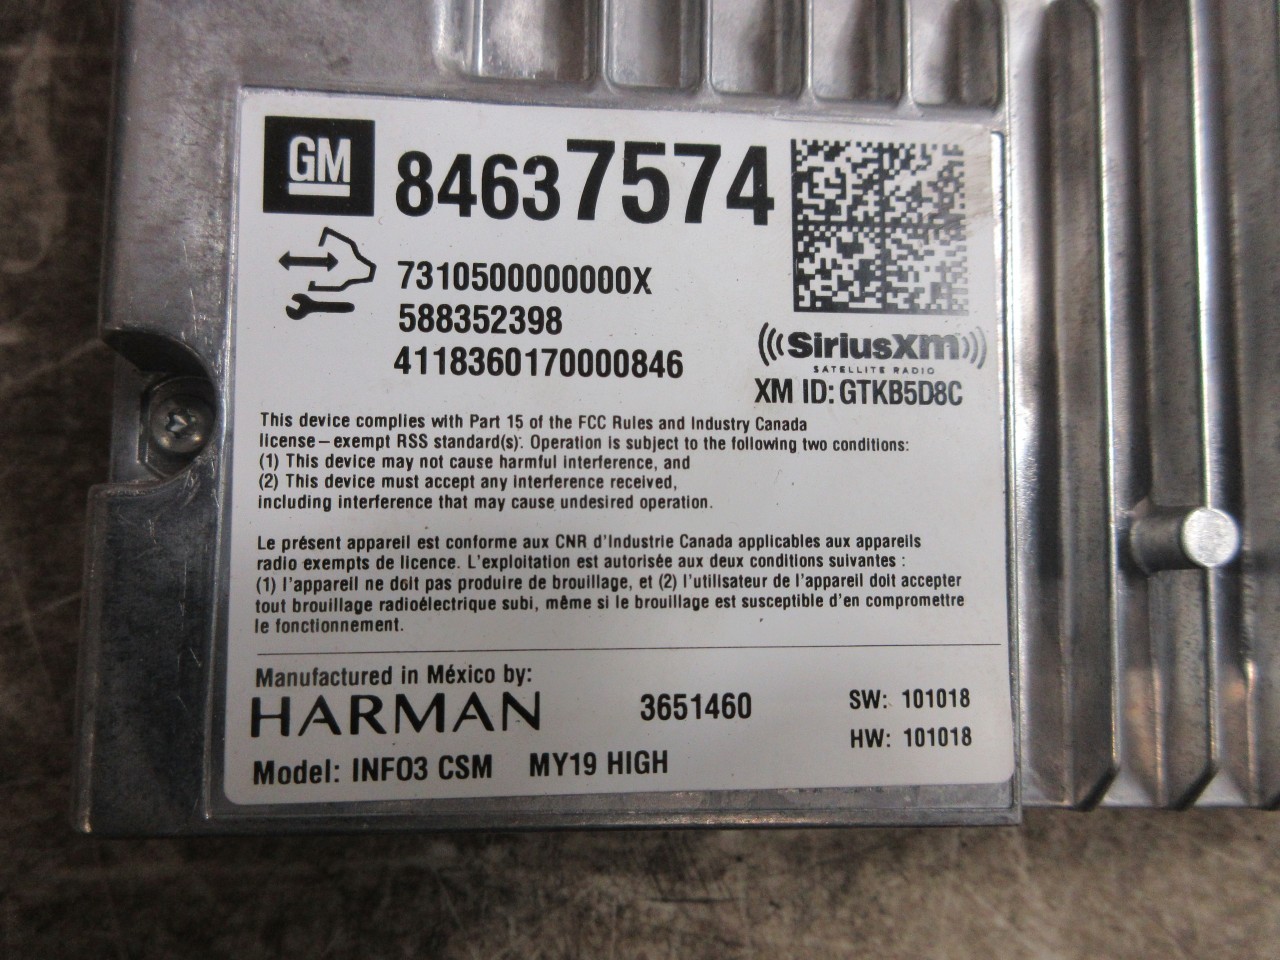 GM
84637574
7310500000000X
588352398
4118360170000846
SiriusXM
SATELLITE RADIO
XM ID: GTKB5D8C
This device complies with Part 15 of the FCC Rules and Industry Canada
license-exempt RSS standard(s): Operation is subject to the following two conditions:
(1) This device may not cause harmful interference, and
(2) This device must accept any interference received,
including interference that may cause undesired operation.
Le présent appareil est conforme aux CNR d'Industrie Canada applicables aux appareils
radio exempts de licence. L'exploitation est autorisée aux deux conditions suivantes :
(1) l'appareil ne doit pas produire de brouillage, et (2) l'utilisateur de l'appareil doit accepter
tout brouillage radioélectrique subi, même si le brouillage est susceptible d'en compromettre
le fonctionnement.
Manufactured in México by:
HARMAN 3651460 SW: 101018
HW: 101018
Model: INFO3 CSM MY19 HIGH